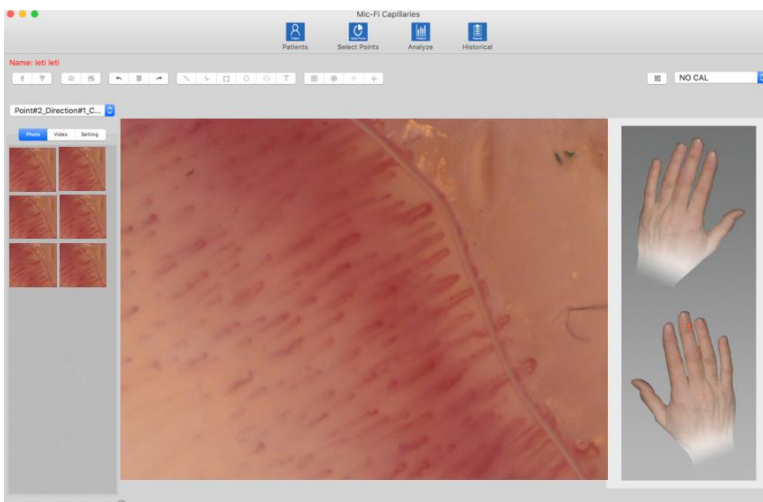 Mic-Fi Capillaries
Patients Select Points Analyze Historical
Name: leti leti
T
NO CAL
Point#2_Direction#1_C...
Photo Video Setting